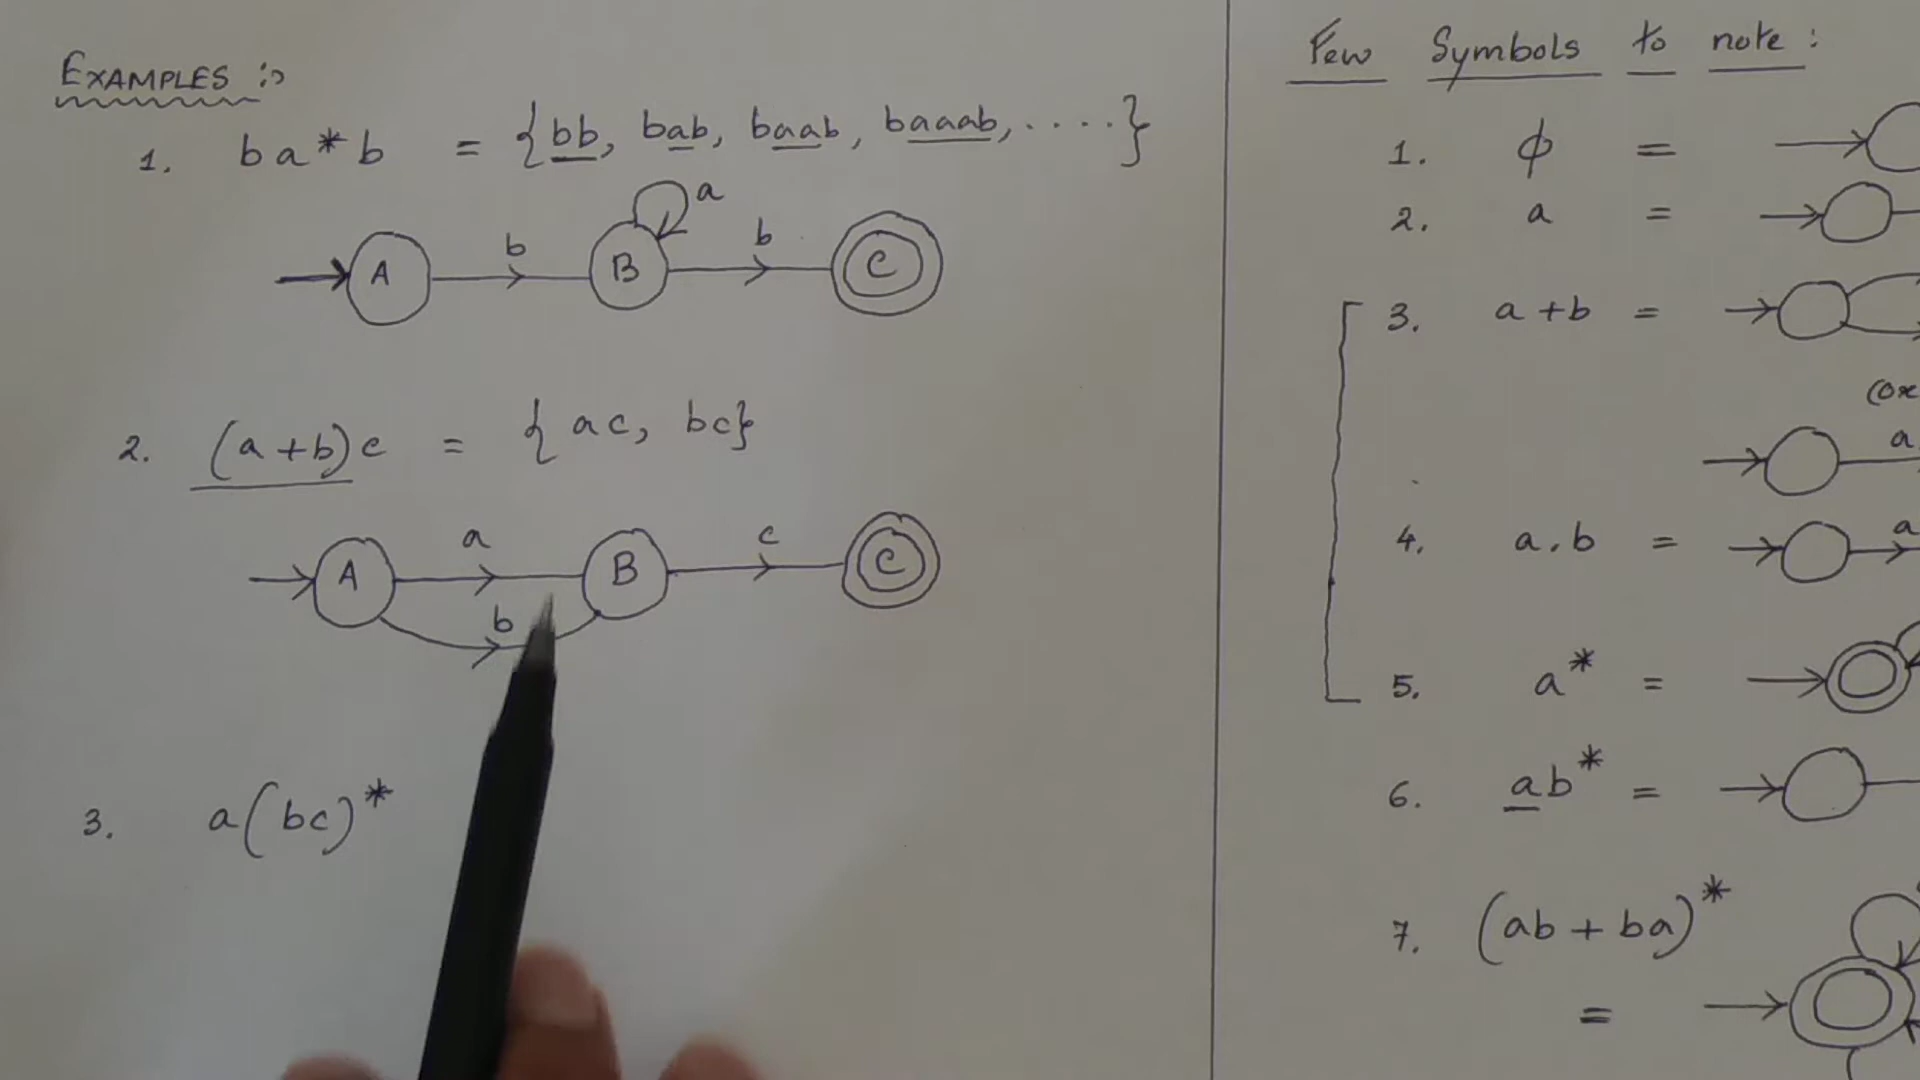 EXAMPLES :→
1. ba*b = {bb, bab, baab, baaab, .....}
a
b
b
A
B
C
2. (a+b)c = {ac, bc}
a
c
A
B
C
b
3. a(bc)*
Few Symbols to note :
1. ϕ =
2. a =
3. a+b =
(or
a
4. a.b =
a
5. a* =
6. ab* =
7. (ab + ba)*
=